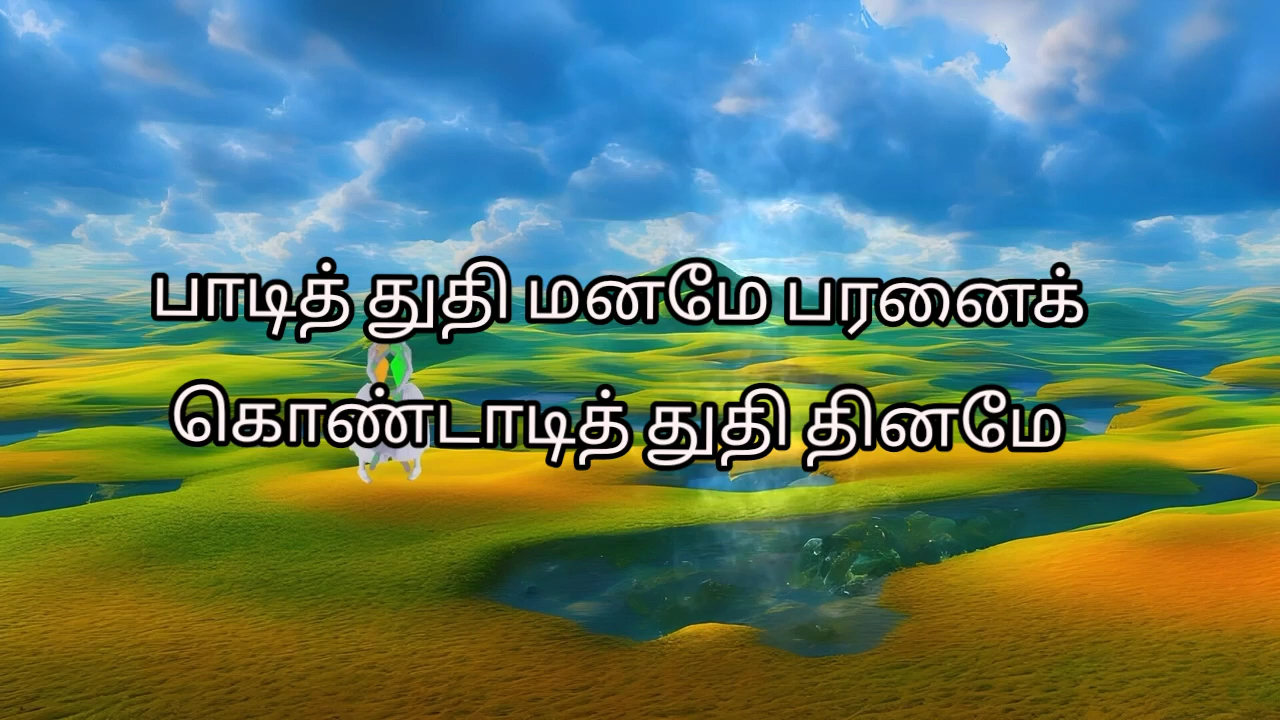 பாடித் துதி மனமே பரனைக்
கொண்டாடித் துதி தினமே